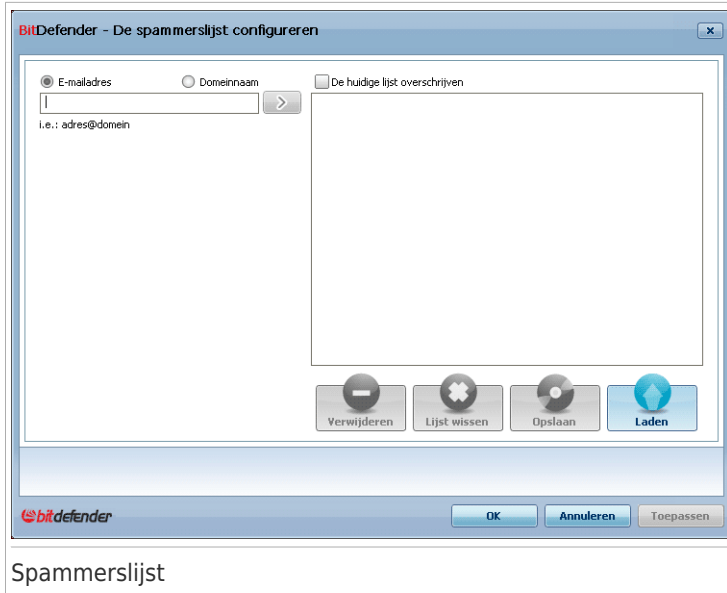 BitDefender - De spammerslijst configureren
E-mailadres
Domeinnaam
De huidige lijst overschrijven
i.e.: adres@domein
Verwijderen
Lijst wissen
Opslaan
Laden
bitdefender
OK
Annuleren
Toepassen
Spammerslijst